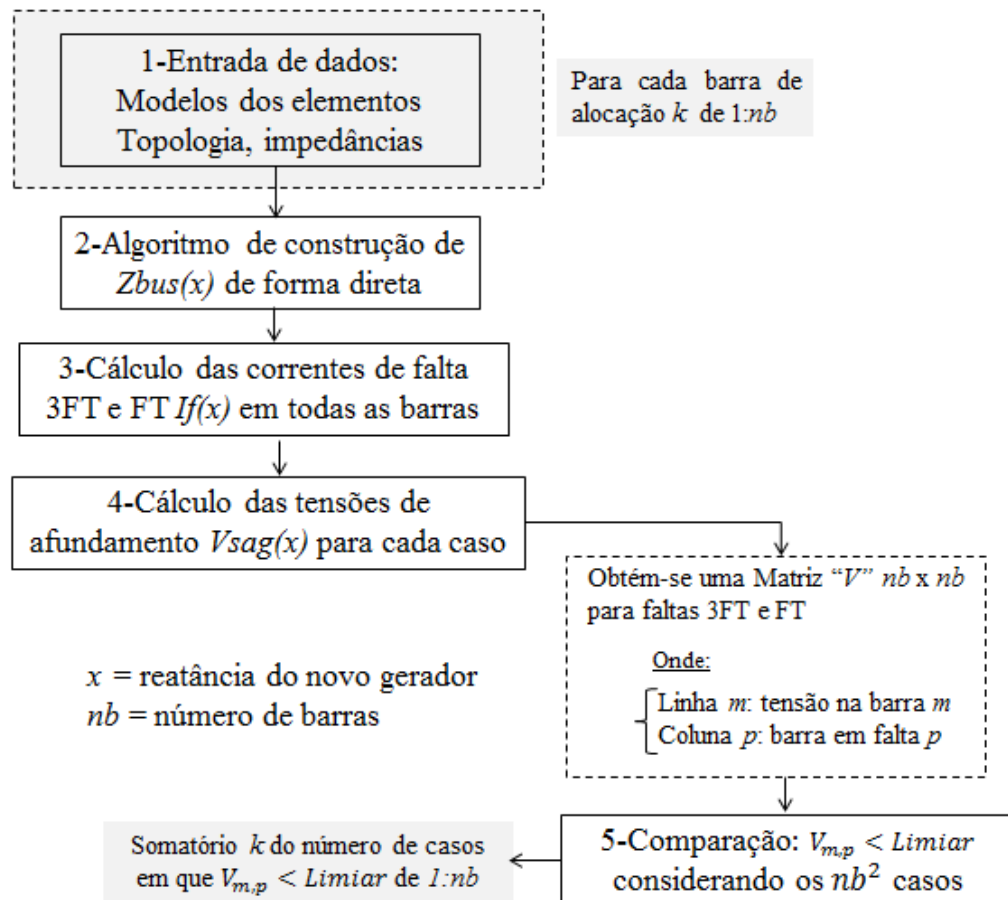 1-Entrada de dados:
Modelos dos elementos
Topologia, impedâncias
Para cada barra de
alocação k de 1:nb
2-Algoritmo de construção de
Zbus(x) de forma direta
3-Cálculo das correntes de falta
3FT e FT If(x) em todas as barras
4-Cálculo das tensões de
afundamento Vsag(x) para cada caso
Obtém-se uma Matriz “V” nb x nb
para faltas 3FT e FT
Onde:
Linha m: tensão na barra m
Coluna p: barra em falta p
x = reatância do novo gerador
nb = número de barras
5-Comparação: V_{m,p} < Limiar
considerando os nb² casos
Somatório k do número de casos
em que V_{m,p} < Limiar de 1:nb